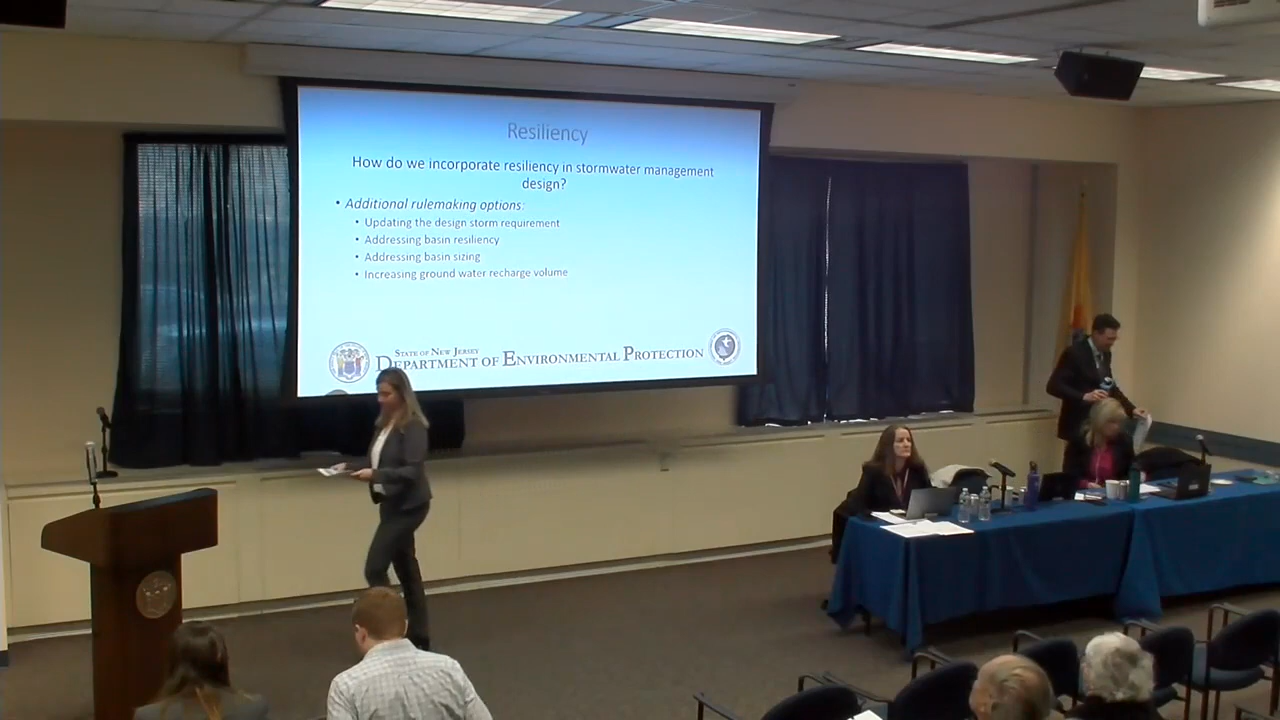 Resiliency
How do we incorporate resiliency in stormwater management
design?
• Additional rulemaking options:
• Updating the design storm requirement
• Addressing basin resiliency
• Addressing basin sizing
• Increasing ground water recharge volume
STATE OF NEW JERSEY
DEPARTMENT OF ENVIRONMENTAL PROTECTION